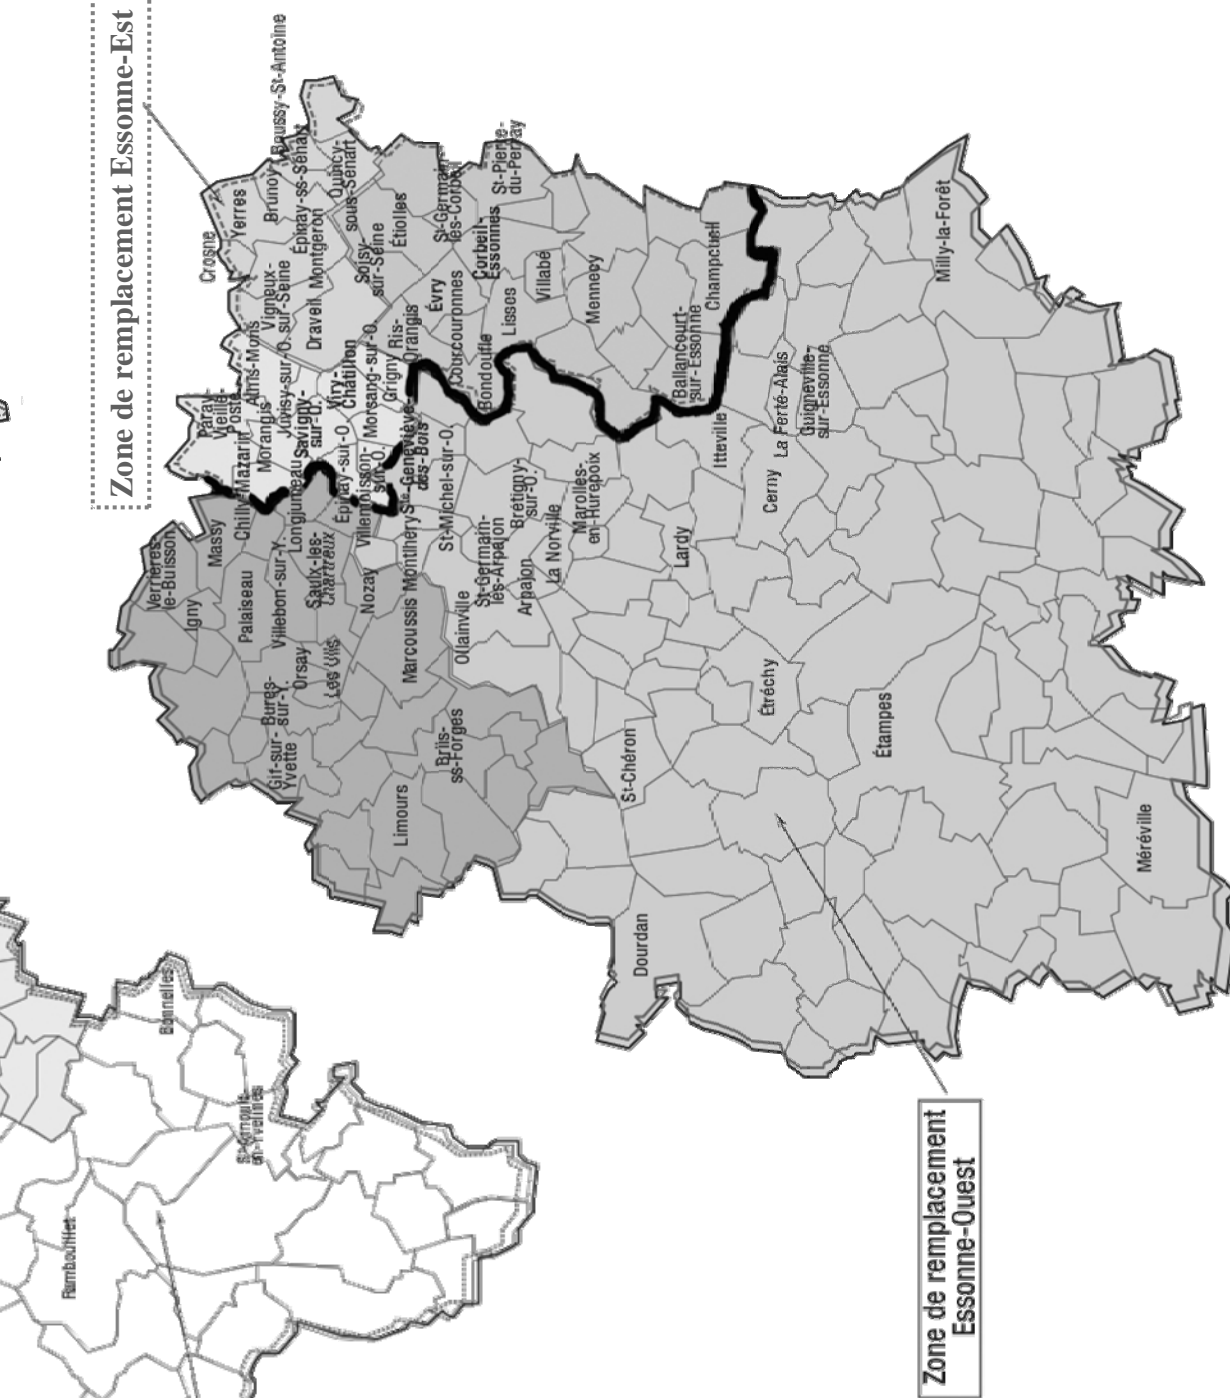 Zone de remplacement Essonne-Est
Boussy-St-Antoine
Crosne
Yerres
Brunoy
Épinay-ss-Sénart
Quincy-
sous-Sénart
Vigneux-
sur-Seine
Montgeron
Draveil
Soisy-
sur-Seine
Étiolles
St-Germain-
lès-Corbeil
St-Pierre-
du-Perray
Corbeil-
Essonnes
Paray-
Vieille-
Poste
Athis-Mons
Juvisy-sur-O.
Morangis
Savigny-
sur-O.
Viry-
Châtillon
Morsang-sur-O.
Grigny
Ris-
Orangis
Évry
Courcouronnes
Lisses
Villabé
Bondoufle
Mennecy
Ballancourt-
sur-Essonne
Champcueil
Milly-la-Forêt
Chilly-Mazarin
Longjumeau
Épinay-sur-O.
Villemoisson-
sur-O.
Ste-Geneviève-
des-Bois
St-Michel-sur-O.
Brétigny-
sur-O.
Marolles-
en-Hurepoix
Itteville
La Ferté-Alais
Guigneville-
sur-Essonne
Cerny
Verrières-
le-Buisson
Massy
Igny
Palaiseau
Villebon-sur-Y.
Saulx-les-
Chartreux
Nozay
Montlhéry
Marcoussis
Ollainville
St-Germain-
lès-Arpajon
Arpajon
La Norville
Lardy
Orsay
Les Ulis
Bures-
sur-Y.
Gif-sur-
Yvette
Briis-
ss-Forges
Limours
St-Chéron
Étréchy
Étampes
Méréville
Dourdan
Bonnelles
St-Arnoult-
en-Yvelines
Rambouillet
Zone de remplacement
Essonne-Ouest